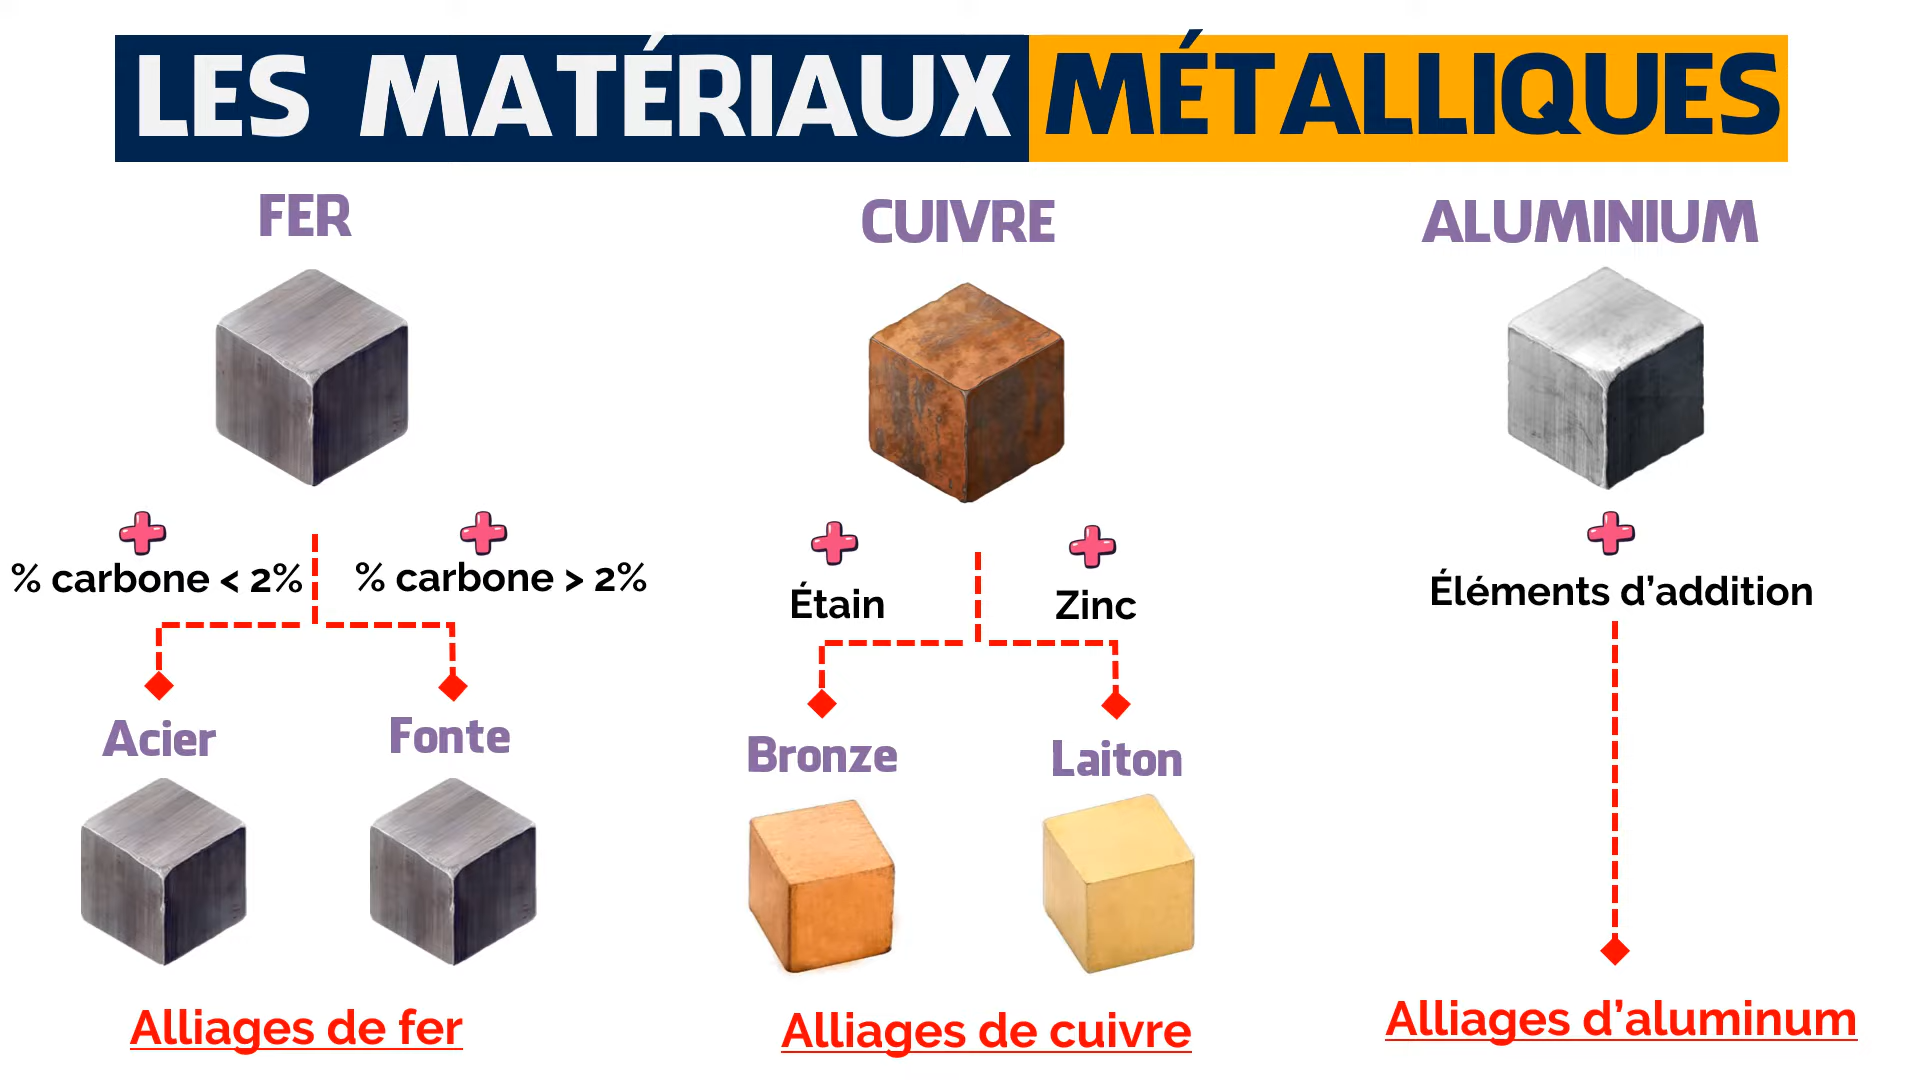 LES MATÉRIAUX MÉTALLIQUES
FER
% carbone < 2%
% carbone > 2%
Acier
Fonte
Alliages de fer
CUIVRE
Étain
Zinc
Bronze
Laiton
Alliages de cuivre
ALUMINIUM
Éléments d’addition
Alliages d’aluminum